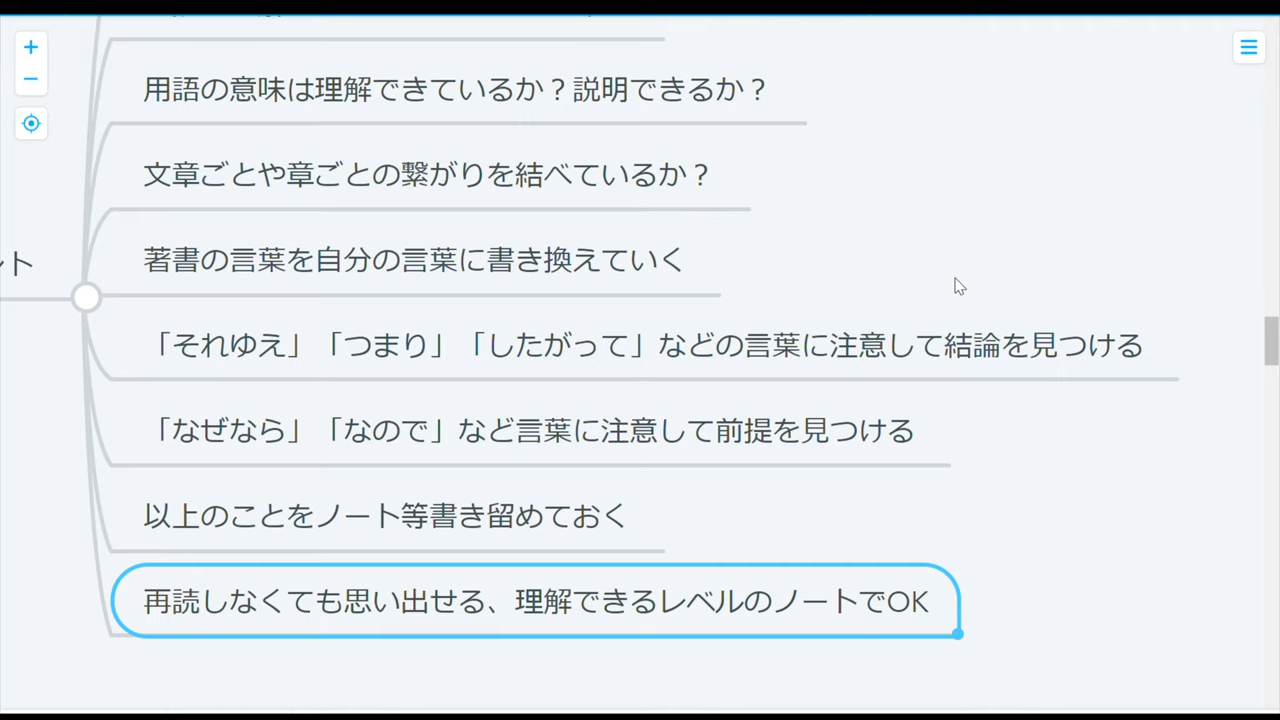 用語の意味は理解できているか？説明できるか？
文章ごとや章ごとの繋がりを結べているか？
ント
著書の言葉を自分の言葉に書き換えていく
「それゆえ」「つまり」「したがって」などの言葉に注意して結論を見つける
「なぜなら」「なので」など言葉に注意して前提を見つける
以上のことをノート等書き留めておく
再読しなくても思い出せる、理解できるレベルのノートでOK